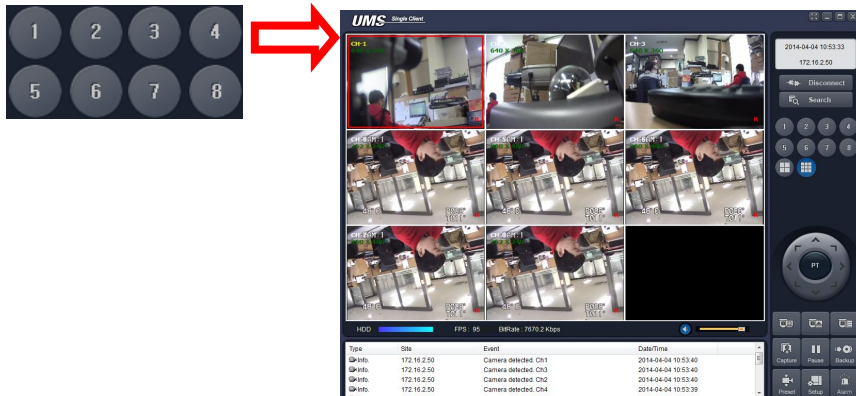 1 2 3 4
5 6 7 8
UMS Single Client
2014-04-04 10:53:33
172.16.2.50
Disconnect
Search
1 2 3 4
5 6 7 8
PT
CH-1
640 X 360
CH-3
640 X 360
HDD FPS : 95 BitRate : 7670.2 Kbps
Type Site Event Date/Time
Info. 172.16.2.50 Camera detected. Ch1 2014-04-04 10:53:40
Info. 172.16.2.50 Camera detected. Ch3 2014-04-04 10:53:40
Info. 172.16.2.50 Camera detected. Ch2 2014-04-04 10:53:40
Info. 172.16.2.50 Camera detected. Ch4 2014-04-04 10:53:39
Capture Pause Backup
Preset Setup Alarm